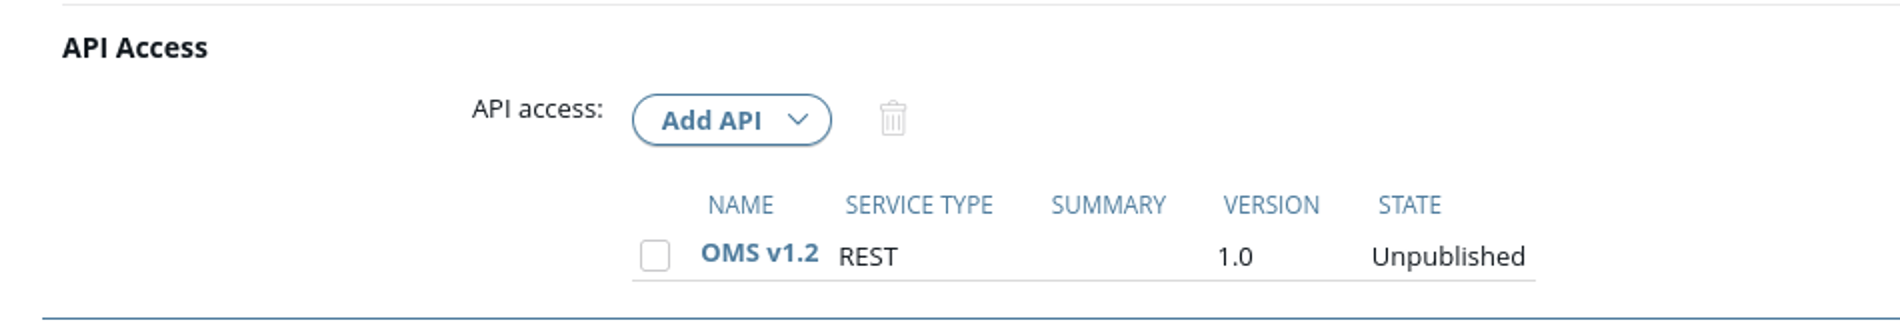 API Access
API access: Add API
NAME SERVICE TYPE SUMMARY VERSION STATE
OMS v1.2 REST 1.0 Unpublished